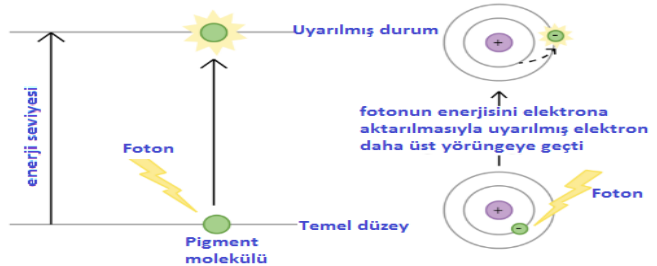 Uyarılmış durum
enerji seviyesi
Foton
Pigment
molekülü
Temel düzey
+
-
fotonun enerjisini elektrona
aktarılmasıyla uyarılmış elektron
daha üst yörüngeye geçti
Foton
+
-